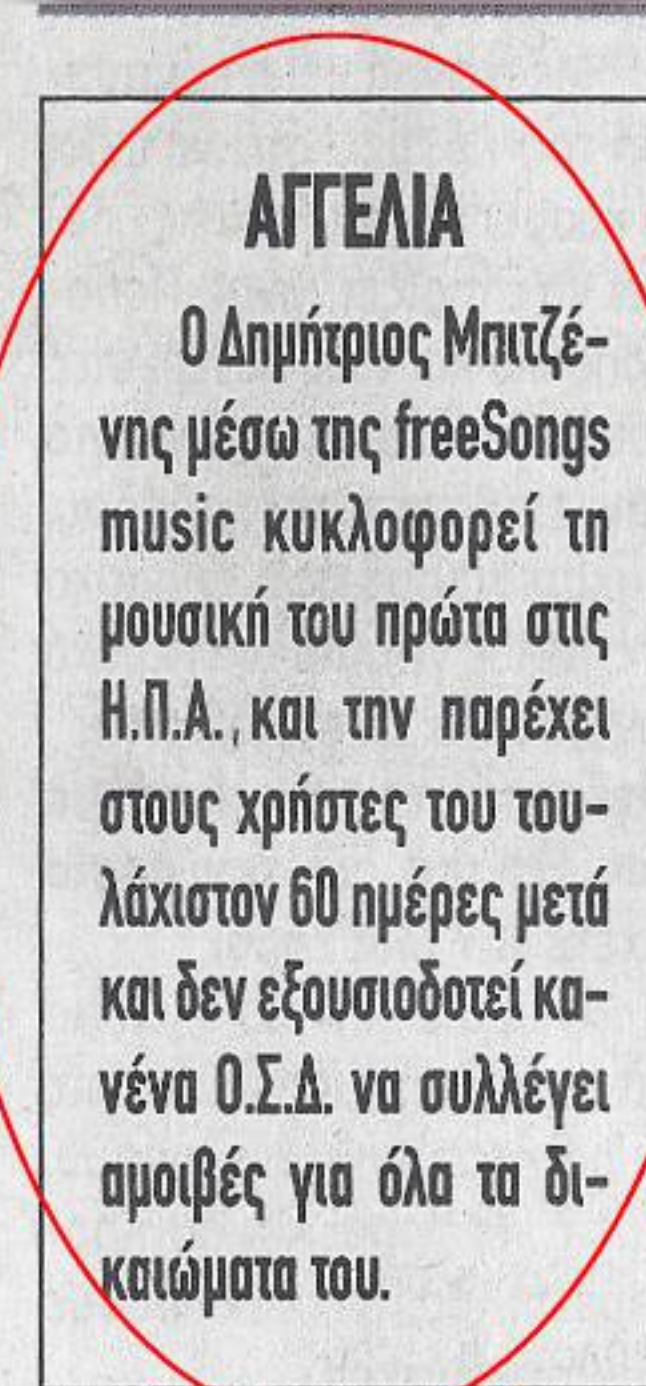 ΑΓΓΕΛΙΑ
Ο Δημήτριος Μπιτζέ-
νης μέσω της freeSongs
music κυκλοφορεί τη
μουσική του πρώτα στις
Η.Π.Α., και την παρέχει
στους χρήστες του του-
λάχιστον 60 ημέρες μετά
και δεν εξουσιοδοτεί κα-
νένα Ο.Σ.Δ. να συλλέγει
αμοιβές για όλα τα δι-
καιώματα του.